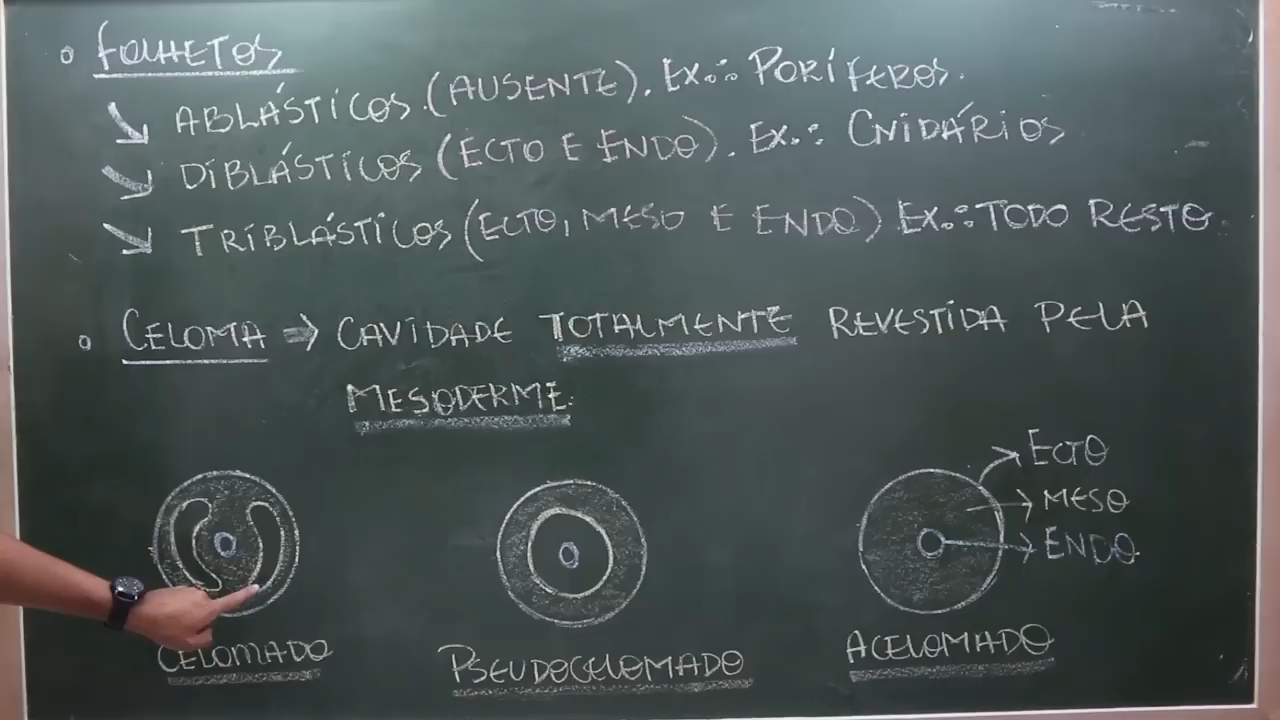 FOLHETOS
ABLÁSTICOS (AUSENTE). EX.: PORÍFEROS.
DIBLÁSTICOS (ECTO E ENDO). EX.: CNIDÁRIOS
TRIBLÁSTICOS (ECTO, MESO E ENDO) EX.: TODO RESTO
CELOMA ⇒ CAVIDADE TOTALMENTE REVESTIDA PELA
MESODERME.
ECTO
MESO
ENDO
CELOMADO
PSEUDOCELOMADO
ACELOMADO